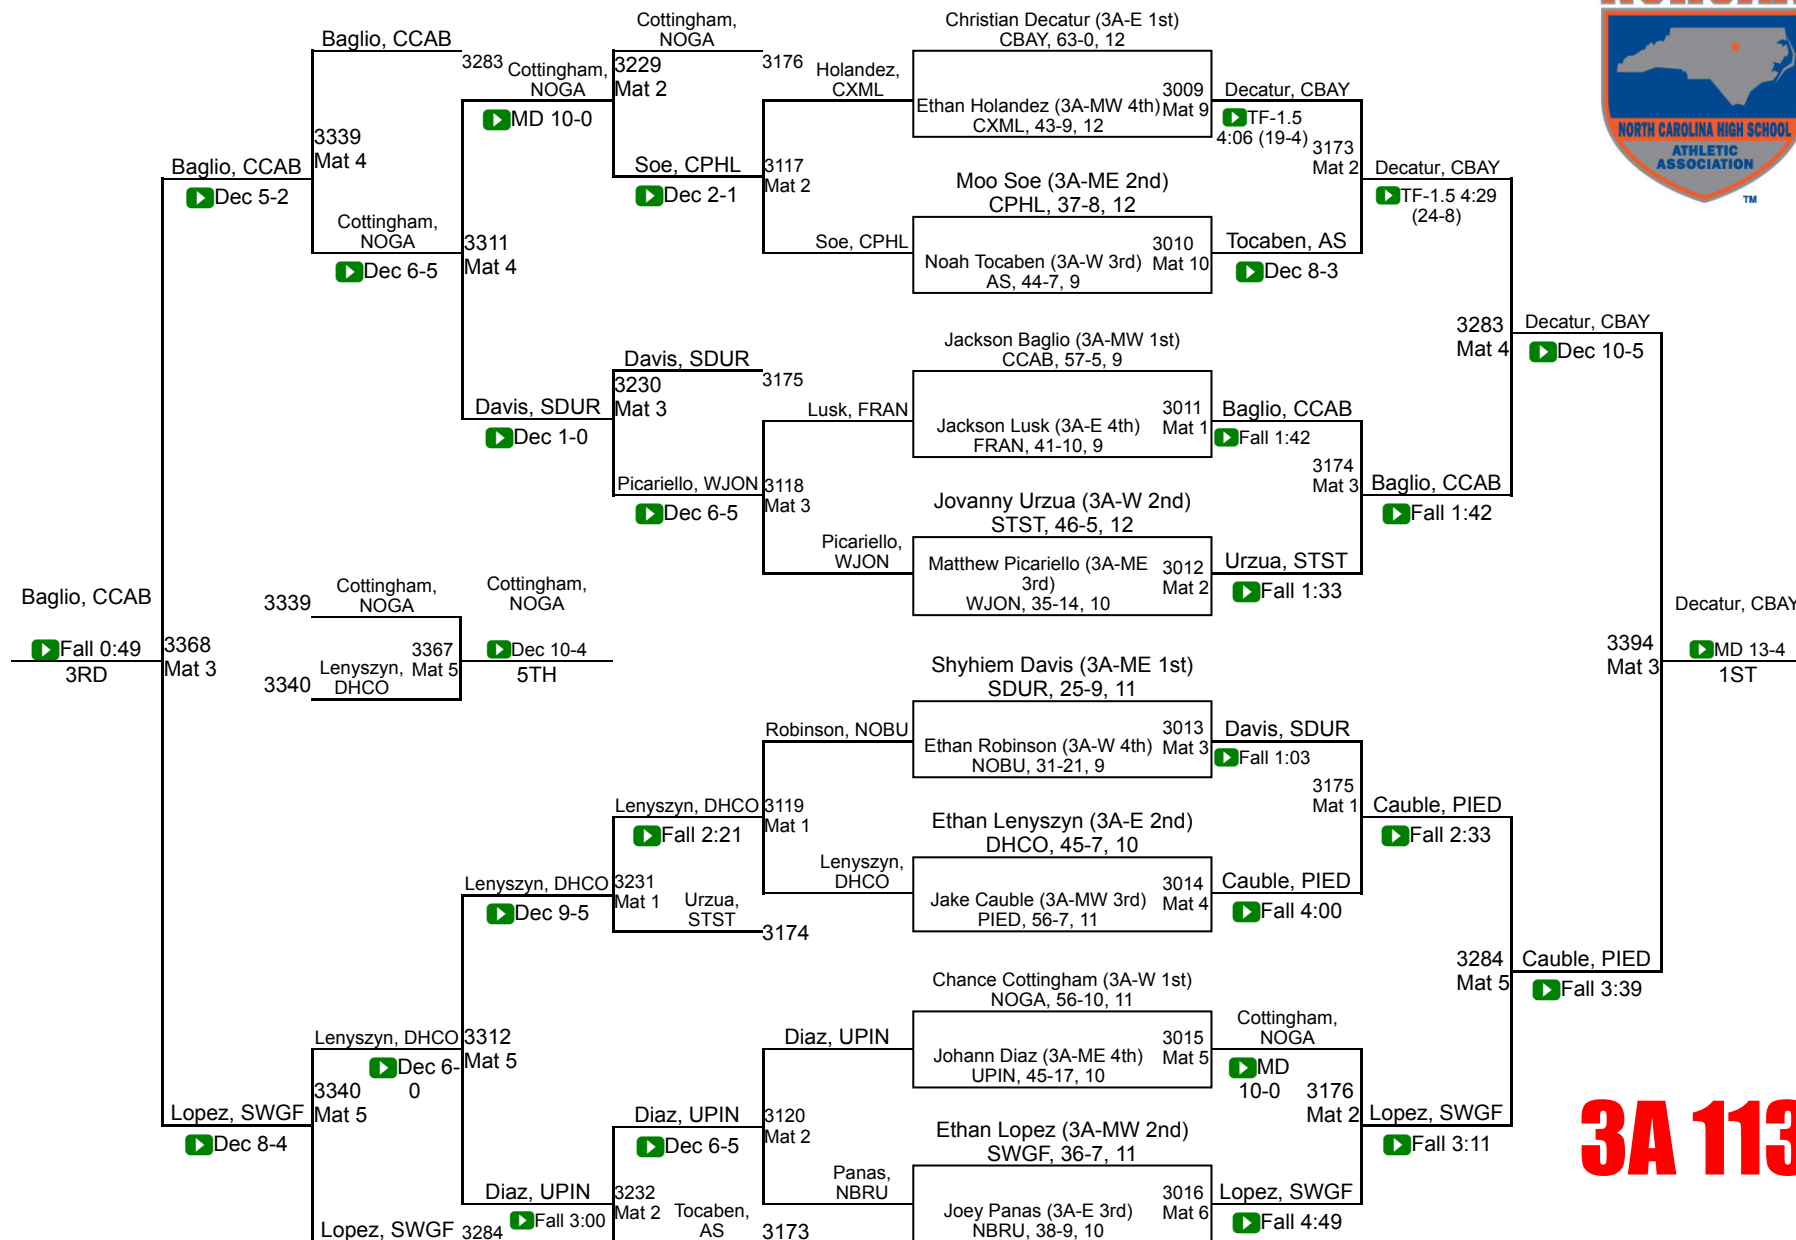 Baglio, CCAB
3283
Cottingham,
NOGA
MD 10-0
3339
Mat 4
Baglio, CCAB
Dec 5-2
Cottingham,
NOGA
Dec 6-5
3311
Mat 4
Cottingham,
NOGA
3176
3229
Mat 2
Soe, CPHL
Dec 2-1
3117
Mat 2
Holandez,
CXML
Soe, CPHL
Christian Decatur (3A-E 1st)
CBAY, 63-0, 12
3009
Mat 9
Ethan Holandez (3A-MW 4th)
CXML, 43-9, 12
Decatur, CBAY
TF-1.5
4:06 (19-4)
3173
Mat 2
Decatur, CBAY
TF-1.5 4:29
(24-8)
Moo Soe (3A-ME 2nd)
CPHL, 37-8, 12
3010
Mat 10
Noah Tocaben (3A-W 3rd)
AS, 44-7, 9
Tocaben, AS
Dec 8-3
NORTH CAROLINA HIGH SCHOOL
ATHLETIC
ASSOCIATION
TM
Davis, SDUR
3175
3230
Mat 3
Davis, SDUR
Dec 1-0
Picariello, WJON
Dec 6-5
3118
Mat 3
Lusk, FRAN
Picariello,
WJON
Jackson Baglio (3A-MW 1st)
CCAB, 57-5, 9
3011
Mat 1
Jackson Lusk (3A-E 4th)
FRAN, 41-10, 9
Baglio, CCAB
Fall 1:42
3174
Mat 3
Baglio, CCAB
Fall 1:42
Jovanny Urzua (3A-W 2nd)
STST, 46-5, 12
3012
Mat 2
Matthew Picariello (3A-ME
3rd)
WJON, 35-14, 10
Urzua, STST
Fall 1:33
3283
Mat 4
Decatur, CBAY
Dec 10-5
Baglio, CCAB
Fall 0:49
3RD
3368
Mat 3
3339
Cottingham,
NOGA
3340
Lenyszyn,
DHCO
3367
Mat 5
Cottingham,
NOGA
Dec 10-4
5TH
3394
Mat 3
Decatur, CBAY
MD 13-4
1ST
Shyhiem Davis (3A-ME 1st)
SDUR, 25-9, 11
Robinson, NOBU
3013
Mat 3
Ethan Robinson (3A-W 4th)
NOBU, 31-21, 9
Davis, SDUR
Fall 1:03
3175
Mat 1
Cauble, PIED
Fall 2:33
Lenyszyn, DHCO
Fall 2:21
3119
Mat 1
Lenyszyn,
DHCO
Ethan Lenyszyn (3A-E 2nd)
DHCO, 45-7, 10
3014
Mat 4
Jake Cauble (3A-MW 3rd)
PIED, 56-7, 11
Cauble, PIED
Fall 4:00
Lenyszyn, DHCO
Dec 9-5
3231
Mat 1
Urzua,
STST
3174
3284
Mat 5
Cauble, PIED
Fall 3:39
Lenyszyn, DHCO
Dec 6-
0
3312
Mat 5
3340
Mat 5
Lopez, SWGF
Dec 8-4
Lopez, SWGF
3284
Diaz, UPIN
Fall 3:00
Diaz, UPIN
Dec 6-5
3232
Mat 2
Tocaben,
AS
3173
3120
Mat 2
Diaz, UPIN
Panas,
NBRU
Chance Cottingham (3A-W 1st)
NOGA, 56-10, 11
3015
Mat 5
Johann Diaz (3A-ME 4th)
UPIN, 45-17, 10
Cottingham,
NOGA
MD
10-0
3176
Mat 2
Lopez, SWGF
Fall 3:11
Ethan Lopez (3A-MW 2nd)
SWGF, 36-7, 11
3016
Mat 6
Joey Panas (3A-E 3rd)
NBRU, 38-9, 10
Lopez, SWGF
Fall 4:49
3A 113